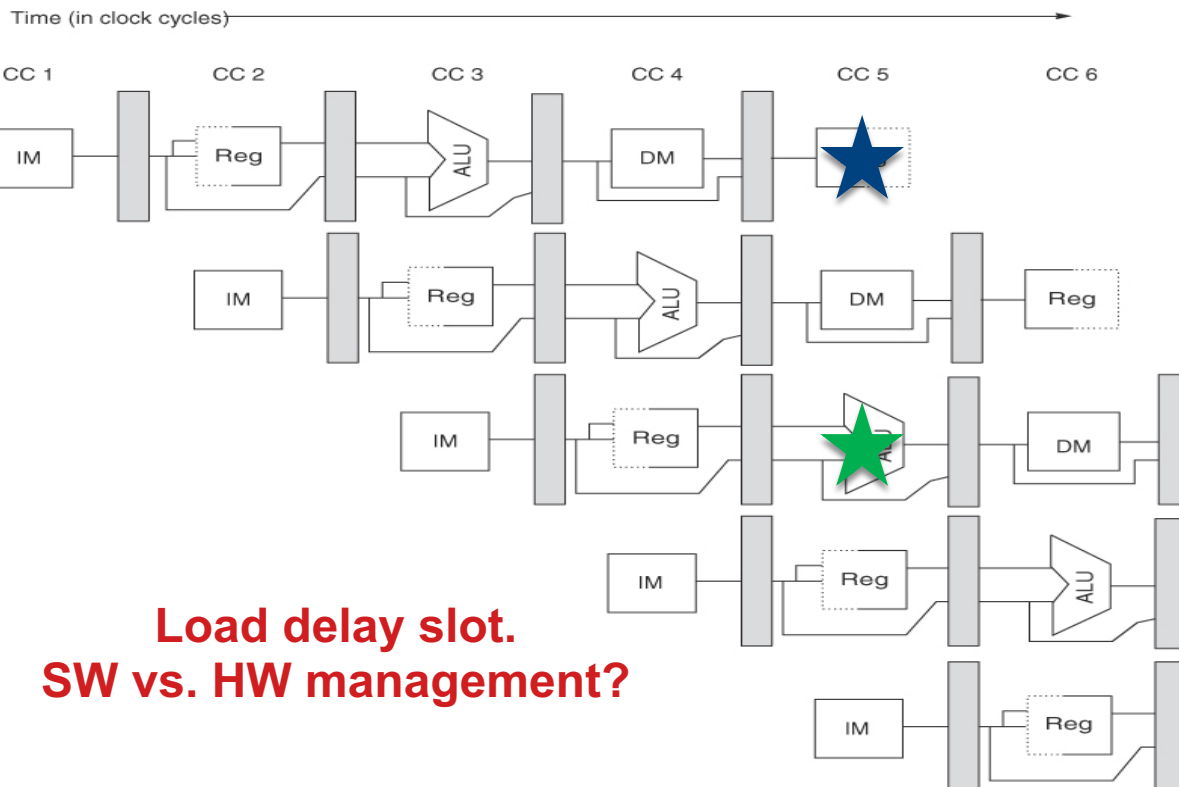 Time (in clock cycles)
CC 1 CC 2 CC 3 CC 4 CC 5 CC 6
IM Reg ALU DM
IM Reg ALU DM Reg
IM Reg ALU DM
IM Reg ALU
Load delay slot.
SW vs. HW management?
IM Reg